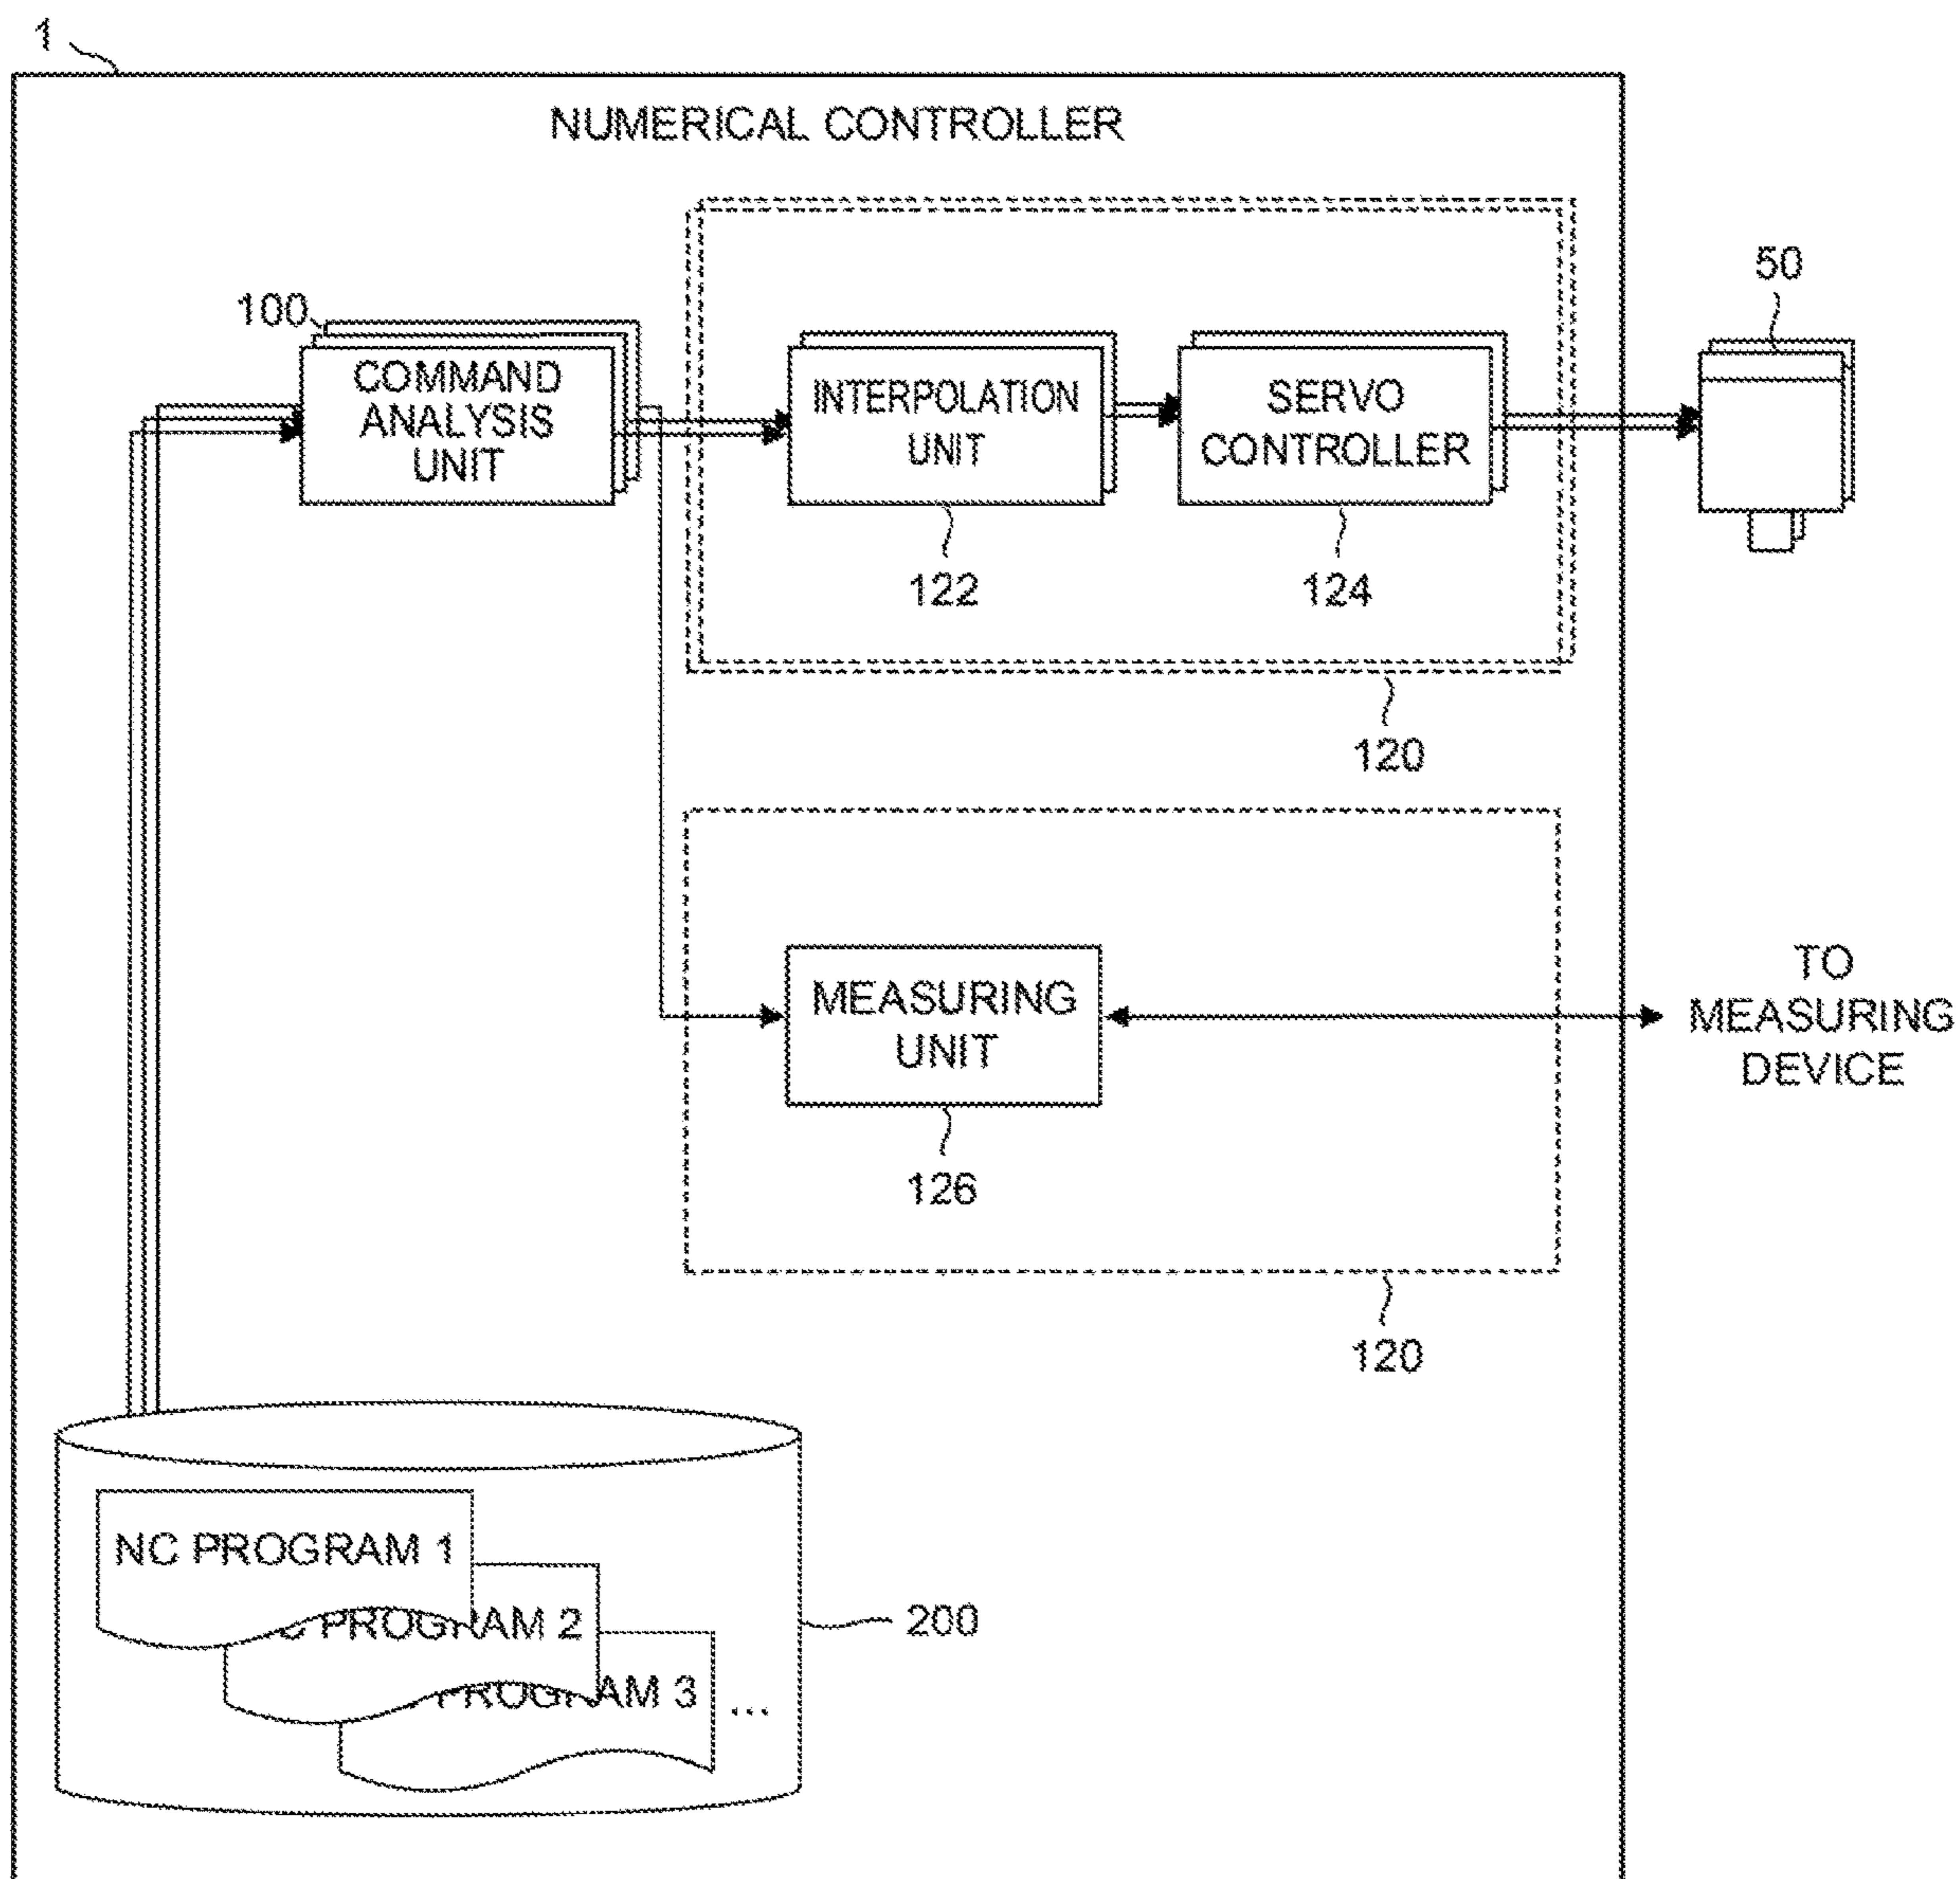 1
NUMERICAL CONTROLLER
100
COMMAND
ANALYSIS
UNIT
INTERPOLATION
UNIT
SERVO
CONTROLLER
50
122
124
120
MEASURING
UNIT
126
TO
MEASURING
DEVICE
120
NC PROGRAM 1
PROGRAM 2
PROGRAM 3
...
200